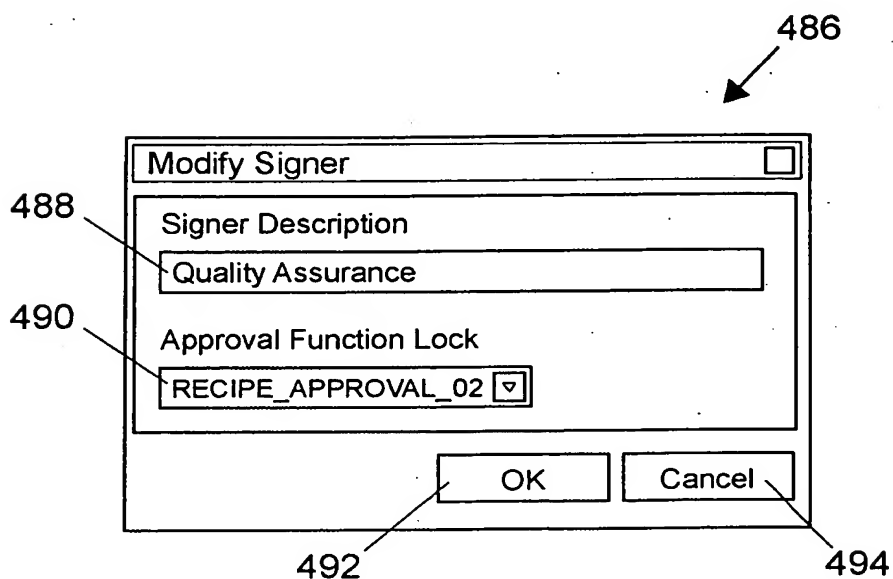 486
Modify Signer
488
Signer Description
Quality Assurance
490
Approval Function Lock
RECIPE_APPROVAL_02
OK
Cancel
492
494